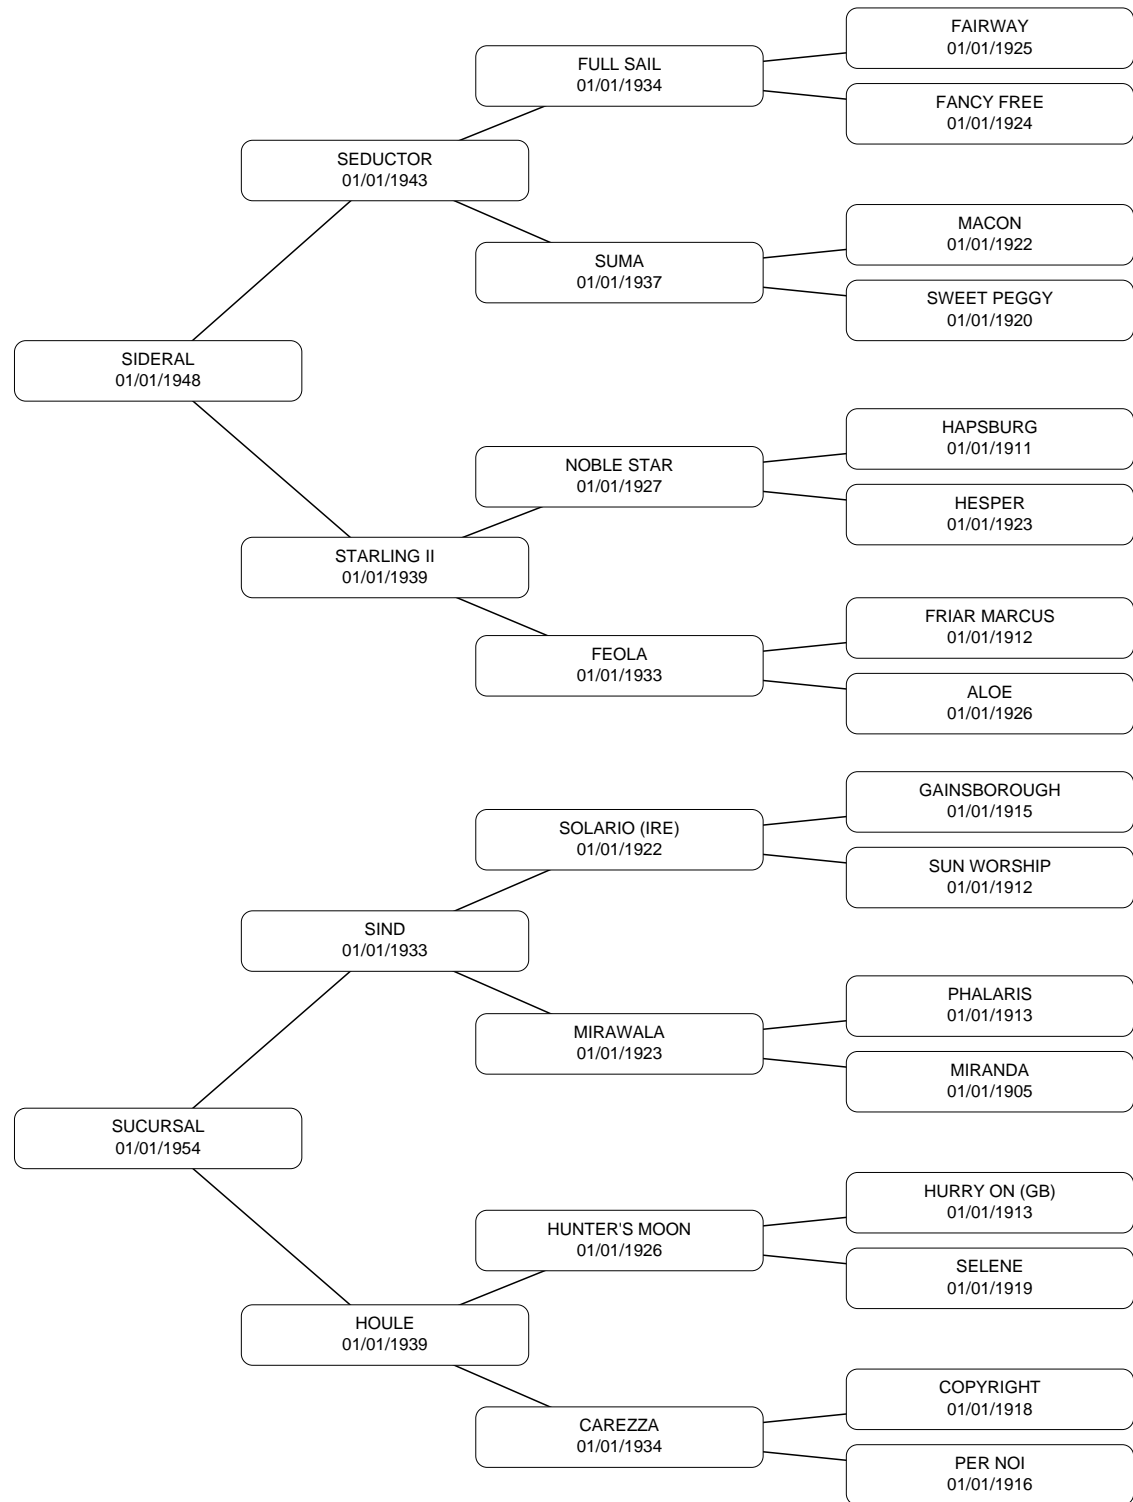 FAIRWAY
01/01/1925
FULL SAIL
01/01/1934
FANCY FREE
01/01/1924
SEDUCTOR
01/01/1943
MACON
01/01/1922
SUMA
01/01/1937
SWEET PEGGY
01/01/1920
SIDERAL
01/01/1948
HAPSBURG
01/01/1911
NOBLE STAR
01/01/1927
HESPER
01/01/1923
STARLING II
01/01/1939
FRIAR MARCUS
01/01/1912
FEOLA
01/01/1933
ALOE
01/01/1926
GAINSBOROUGH
01/01/1915
SOLARIO (IRE)
01/01/1922
SUN WORSHIP
01/01/1912
SIND
01/01/1933
PHALARIS
01/01/1913
MIRAWALA
01/01/1923
MIRANDA
01/01/1905
SUCURSAL
01/01/1954
HURRY ON (GB)
01/01/1913
HUNTER'S MOON
01/01/1926
SELENE
01/01/1919
HOULE
01/01/1939
COPYRIGHT
01/01/1918
CAREZZA
01/01/1934
PER NOI
01/01/1916